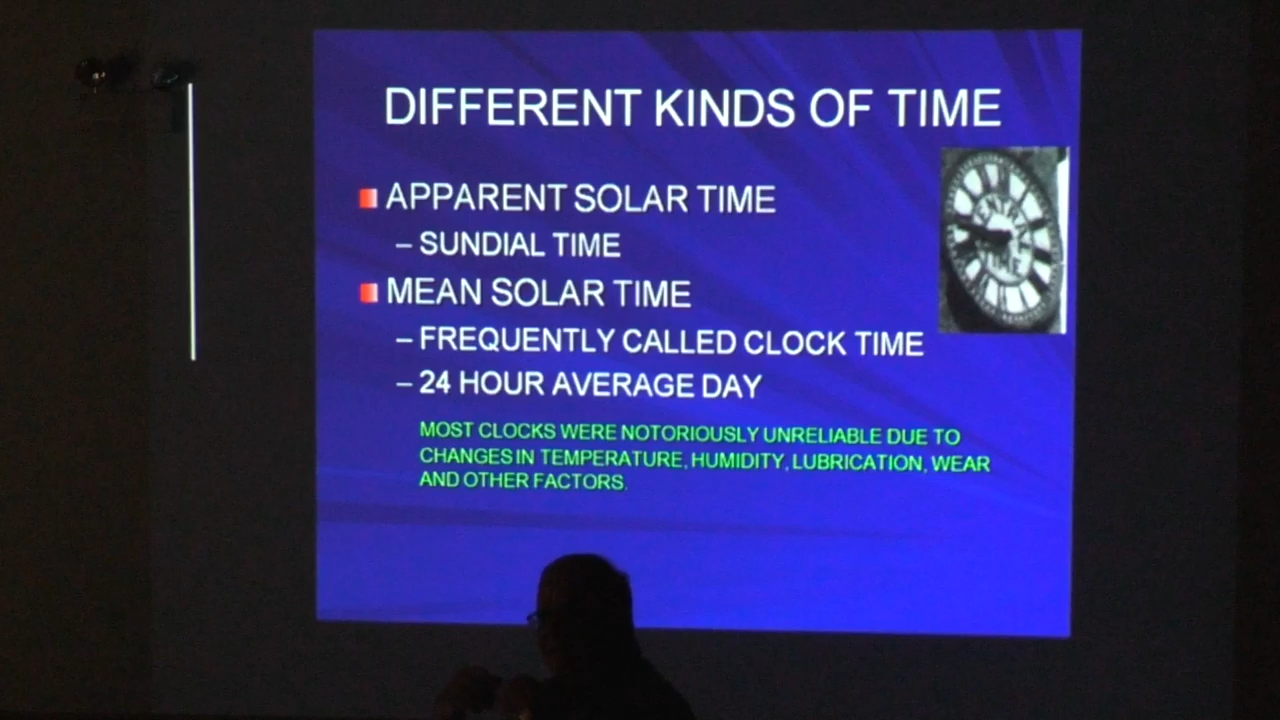 DIFFERENT KINDS OF TIME
APPARENT SOLAR TIME
– SUNDIAL TIME
MEAN SOLAR TIME
– FREQUENTLY CALLED CLOCK TIME
– 24 HOUR AVERAGE DAY
MOST CLOCKS WERE NOTORIOUSLY UNRELIABLE DUE TO
CHANGES IN TEMPERATURE, HUMIDITY, LUBRICATION, WEAR
AND OTHER FACTORS.